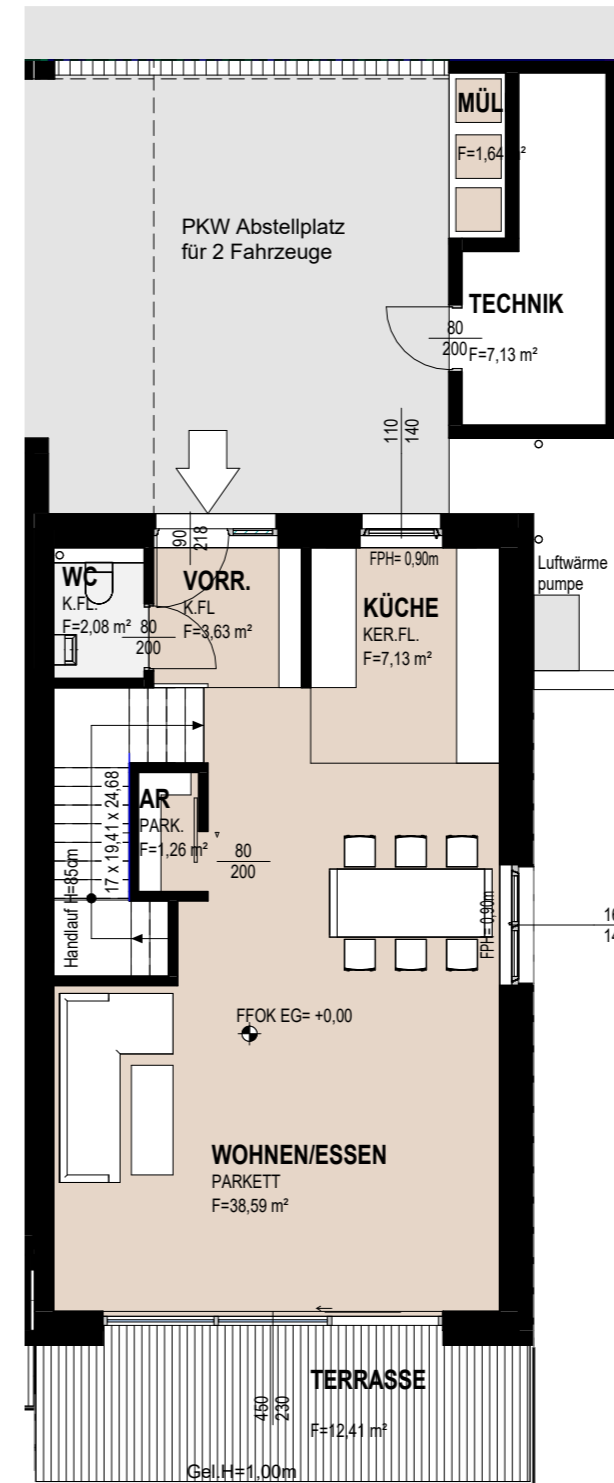 MÜL
F=1,64 m²
PKW Abstellplatz
für 2 Fahrzeuge
TECHNIK
80
200
F=7,13 m²
110
140
90
218
FPH= 0,90m
Luftwärme
pumpe
WC
K.FL.
F=2,08 m²
80
200
VORR.
K.FL
F=3,63 m²
KÜCHE
KER.FL.
F=7,13 m²
17 x 19,41 x 24,68
Handlauf H=85cm
AR
PARK.
F=1,26 m²
80
200
FPH= 0,90m
FFOK EG= +0,00
WOHNEN/ESSEN
PARKETT
F=38,59 m²
TERRASSE
F=12,41 m²
450
230
Gel.H=1,00m